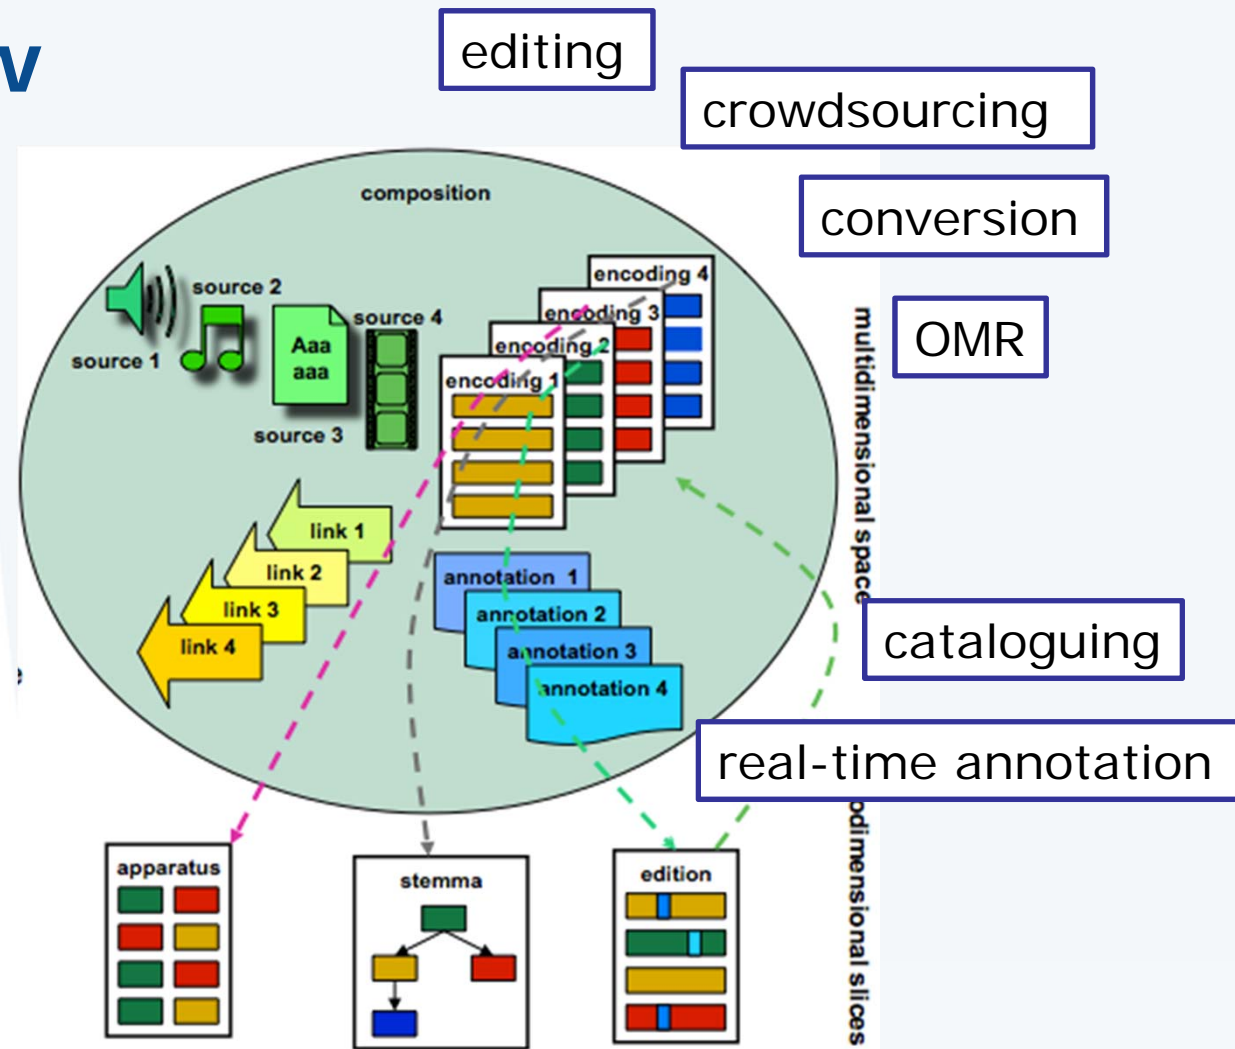 v
editing
crowdsourcing
conversion
OMR
cataloguing
real-time annotation
composition
source 1
source 2
source 3
source 4
Aaa
aaa
encoding 4
encoding 3
encoding 2
encoding 1
link 1
link 2
link 3
link 4
annotation 1
annotation 2
annotation 3
annotation 4
multidimensional space
odimensional slices
apparatus
stemma
edition